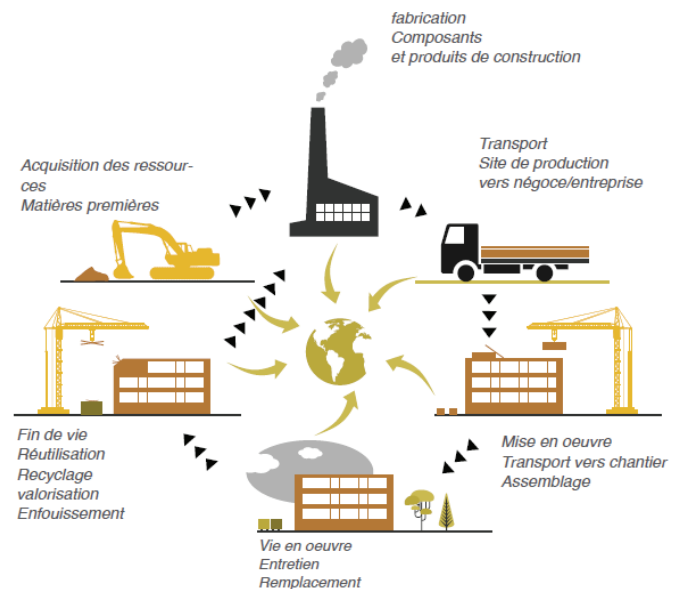 fabrication
Composants
et produits de construction
Transport
Site de production
vers négoce/entreprise
Acquisition des ressour-
ces
Matières premières
Fin de vie
Réutilisation
Recyclage
valorisation
Enfouissement
Mise en oeuvre
Transport vers chantier
Assemblage
Vie en oeuvre
Entretien
Remplacement